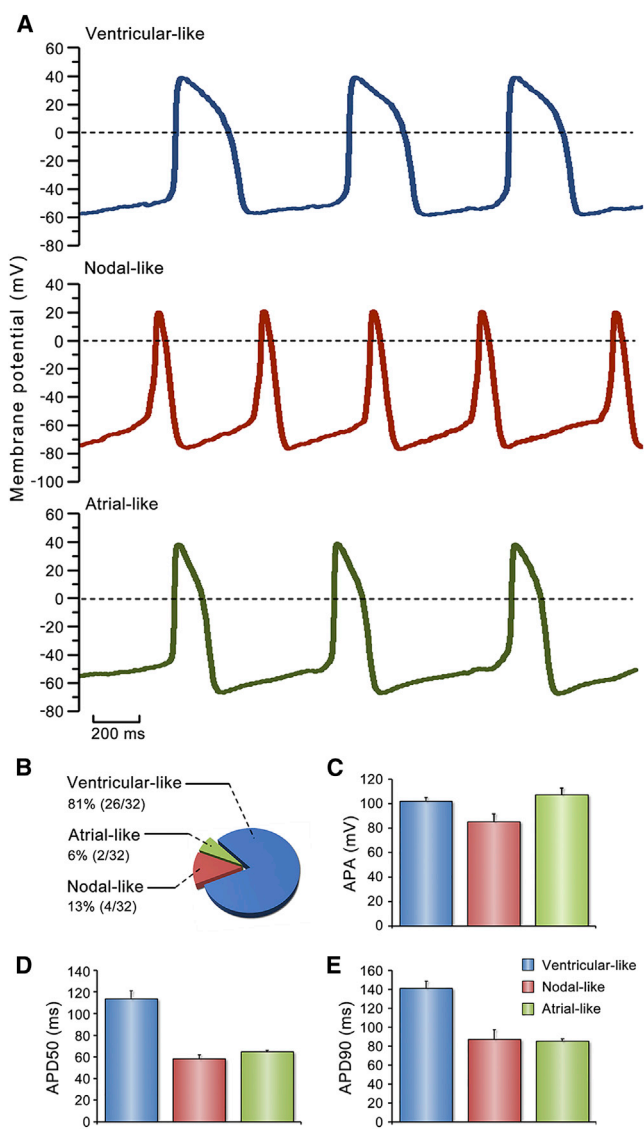 A
Ventricular-like
60
40
20
0
-20
-40
-60
-80
Nodal-like
40
20
0
-20
-40
-60
-80
-100
Membrane potential (mV)
Atrial-like
60
40
20
0
-20
-40
-60
-80
200 ms
B
Ventricular-like
81% (26/32)
Atrial-like
6% (2/32)
Nodal-like
13% (4/32)
C
APA (mV)
120
100
80
60
40
20
0
D
APD50 (ms)
140
120
100
80
60
40
20
0
E
APD90 (ms)
160
140
120
100
80
60
40
20
0
Ventricular-like
Nodal-like
Atrial-like